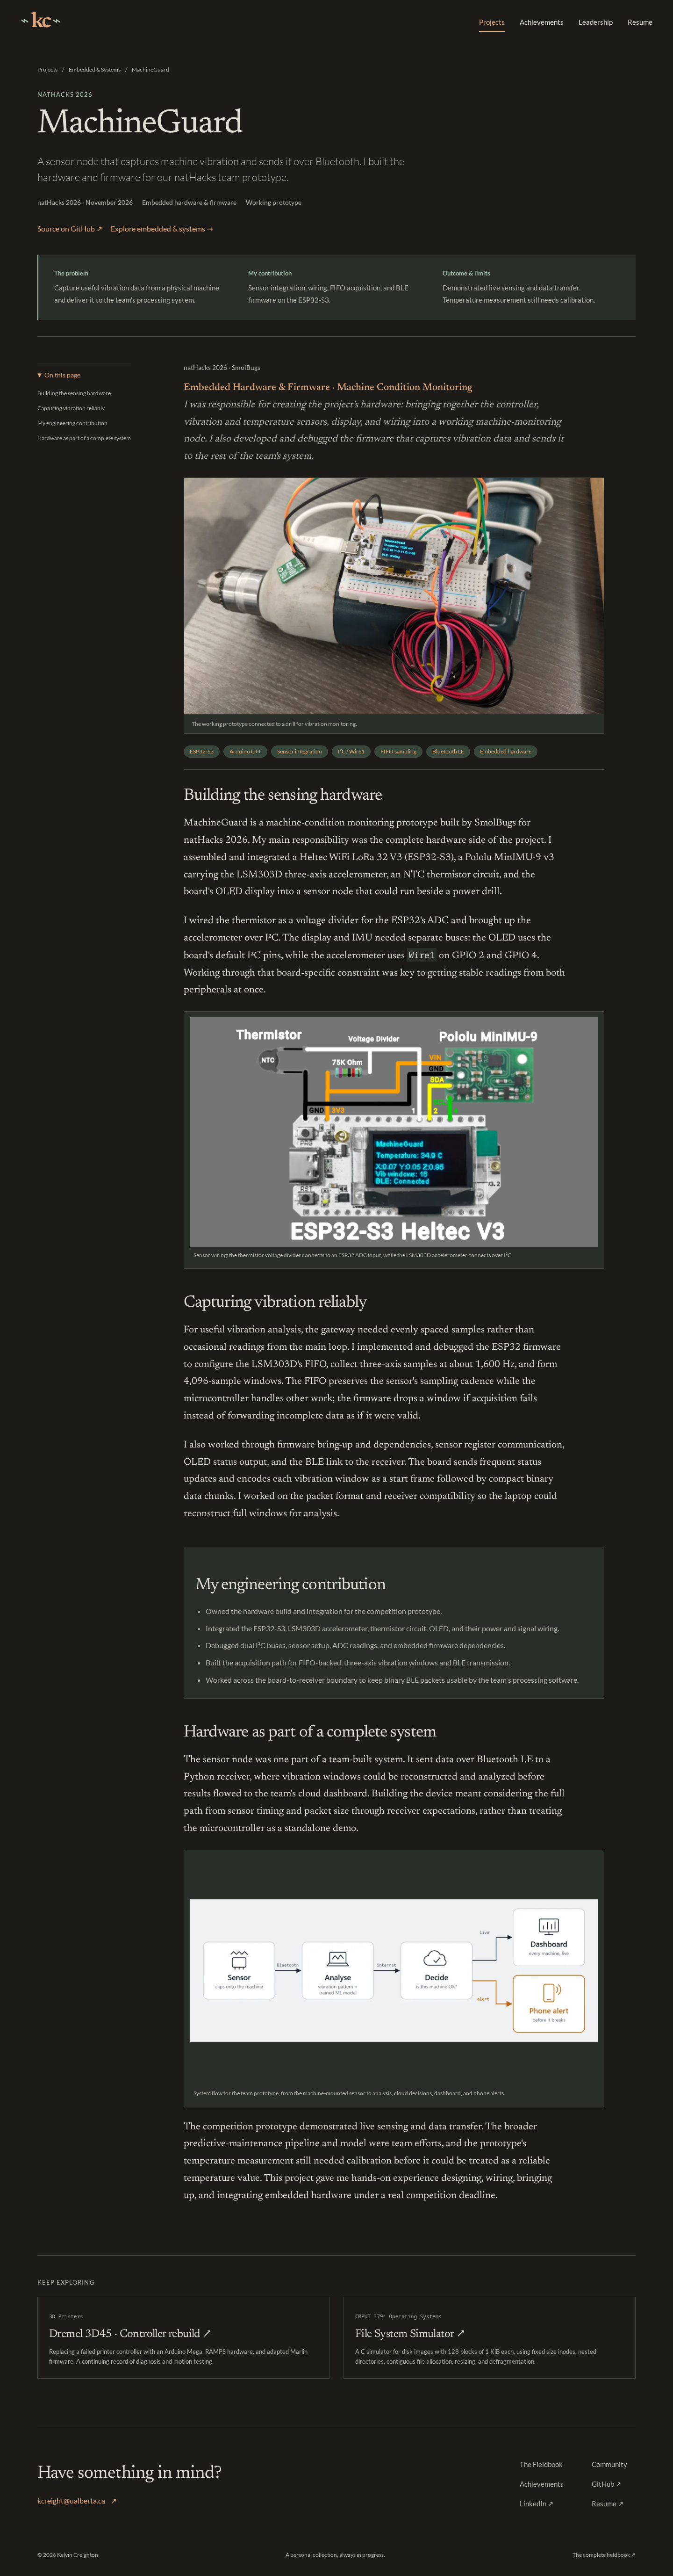 kc
Projects
Achievements
Leadership
Resume
Projects / Embedded & Systems / MachineGuard
NATHACKS 2026
MachineGuard
A sensor node that captures machine vibration and sends it over Bluetooth. I built the
hardware and firmware for our natHacks team prototype.
natHacks 2026 · November 2026
Embedded hardware & firmware
Working prototype
Source on GitHub ↗
Explore embedded & systems →
The problem
Capture useful vibration data from a physical machine
and deliver it to the team's processing system.
My contribution
Sensor integration, wiring, FIFO acquisition, and BLE
firmware on the ESP32-S3.
Outcome & limits
Demonstrated live sensing and data transfer.
Temperature measurement still needs calibration.
▼ On this page
Building the sensing hardware
Capturing vibration reliably
My engineering contribution
Hardware as part of a complete system
natHacks 2026 · SmolBugs
Embedded Hardware & Firmware · Machine Condition Monitoring
I was responsible for creating the project's hardware: bringing together the controller,
vibration and temperature sensors, display, and wiring into a working machine-monitoring
node. I also developed and debugged the firmware that captures vibration data and sends it
to the rest of the team's system.
The working prototype connected to a drill for vibration monitoring.
ESP32-S3
Arduino C++
Sensor integration
I²C / Wire1
FIFO sampling
Bluetooth LE
Embedded hardware
Building the sensing hardware
MachineGuard is a machine-condition monitoring prototype built by SmolBugs for
natHacks 2026. My main responsibility was the complete hardware side of the project. I
assembled and integrated a Heltec WiFi LoRa 32 V3 (ESP32-S3), a Pololu MinIMU-9 v3
carrying the LSM303D three-axis accelerometer, an NTC thermistor circuit, and the
board's OLED display into a sensor node that could run beside a power drill.
I wired the thermistor as a voltage divider for the ESP32's ADC and brought up the
accelerometer over I²C. The display and IMU needed separate buses: the OLED uses the
board's default I²C pins, while the accelerometer uses Wire1 on GPIO 2 and GPIO 4.
Working through that board-specific constraint was key to getting stable readings from both
peripherals at once.
Thermistor
Voltage Divider
Pololu MinIMU-9
NTC
75K Ohm
VIN
GND
SDA
GND
3V3
1
2
PRG
MachineGuard
Temperature: 34.9 C
X:0.07 Y:0.05 Z:0.95
Vib windows: 15
BLE: Connected
RST
ESP32-S3 Heltec V3
Sensor wiring: the thermistor voltage divider connects to an ESP32 ADC input, while the LSM303D accelerometer connects over I²C.
Capturing vibration reliably
For useful vibration analysis, the gateway needed evenly spaced samples rather than
occasional readings from the main loop. I implemented and debugged the ESP32 firmware
to configure the LSM303D's FIFO, collect three-axis samples at about 1,600 Hz, and form
4,096-sample windows. The FIFO preserves the sensor's sampling cadence while the
microcontroller handles other work; the firmware drops a window if acquisition fails
instead of forwarding incomplete data as if it were valid.
I also worked through firmware bring-up and dependencies, sensor register communication,
OLED status output, and the BLE link to the receiver. The board sends frequent status
updates and encodes each vibration window as a start frame followed by compact binary
data chunks. I worked on the packet format and receiver compatibility so the laptop could
reconstruct full windows for analysis.
My engineering contribution
• Owned the hardware build and integration for the competition prototype.
• Integrated the ESP32-S3, LSM303D accelerometer, thermistor circuit, OLED, and their power and signal wiring.
• Debugged dual I²C buses, sensor setup, ADC readings, and embedded firmware dependencies.
• Built the acquisition path for FIFO-backed, three-axis vibration windows and BLE transmission.
• Worked across the board-to-receiver boundary to keep binary BLE packets usable by the team's processing software.
Hardware as part of a complete system
The sensor node was one part of a team-built system. It sent data over Bluetooth LE to a
Python receiver, where vibration windows could be reconstructed and analyzed before
results flowed to the team's cloud dashboard. Building the device meant considering the full
path from sensor timing and packet size through receiver expectations, rather than treating
the microcontroller as a standalone demo.
Sensor
clips onto the machine
Bluetooth
Analyse
vibration pattern +
trained ML model
internet
Decide
is this machine OK?
live
Dashboard
every machine, live
alert
Phone alert
before it breaks
System flow for the team prototype, from the machine-mounted sensor to analysis, cloud decisions, dashboard, and phone alerts.
The competition prototype demonstrated live sensing and data transfer. The broader
predictive-maintenance pipeline and model were team efforts, and the prototype's
temperature measurement still needed calibration before it could be treated as a reliable
temperature value. This project gave me hands-on experience designing, wiring, bringing
up, and integrating embedded hardware under a real competition deadline.
KEEP EXPLORING
3D Printers
Dremel 3D45 · Controller rebuild ↗
Replacing a failed printer controller with an Arduino Mega, RAMPS hardware, and adapted Marlin
firmware. A continuing record of diagnosis and motion testing.
CMPUT 379: Operating Systems
File System Simulator ↗
A C simulator for disk images with 128 blocks of 1 KiB each, using fixed size inodes, nested
directories, contiguous file allocation, resizing, and defragmentation.
Have something in mind?
kcreight@ualberta.ca ↗
The Fieldbook
Community
Achievements
GitHub ↗
LinkedIn ↗
Resume ↗
© 2026 Kelvin Creighton
A personal collection, always in progress.
The complete fieldbook ↗